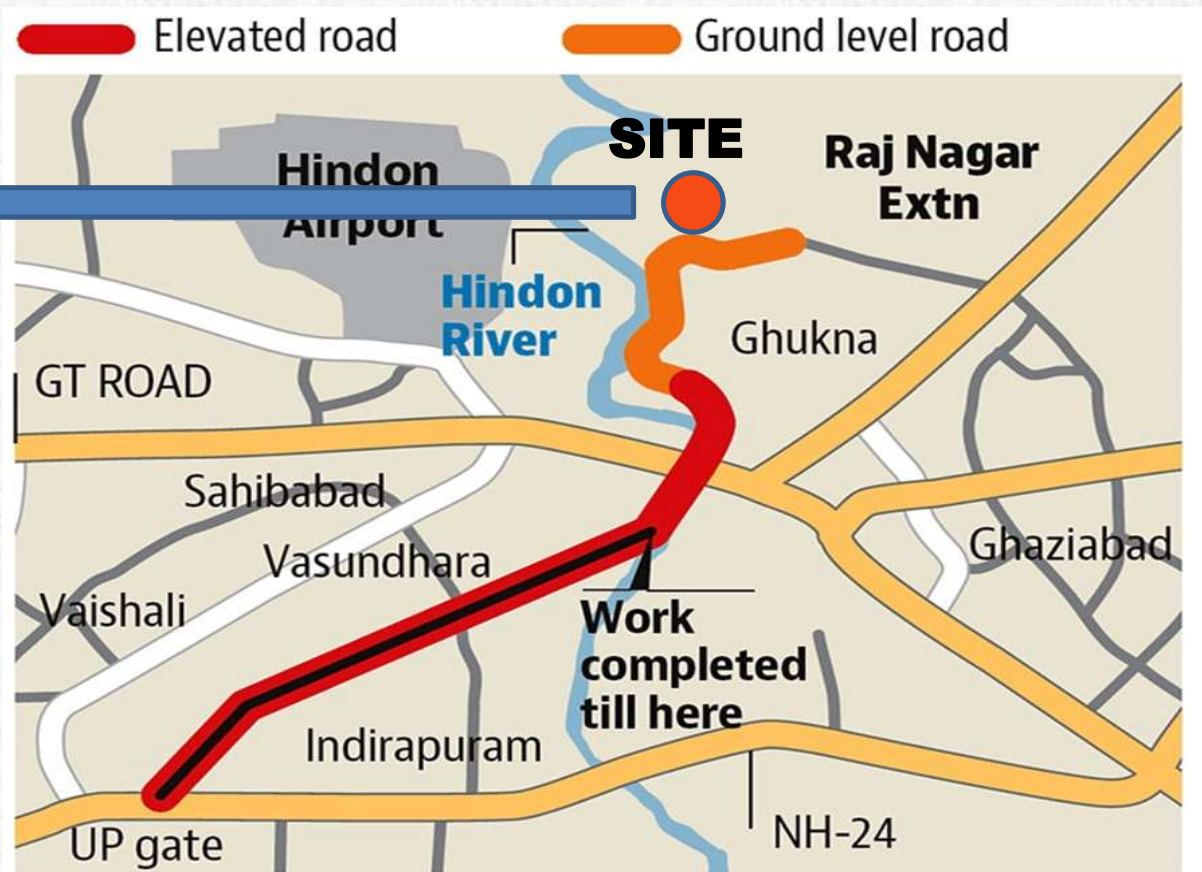 Elevated road
Ground level road
SITE
Raj Nagar
Extn
Hindon
Airport
Hindon
River
Ghukna
GT ROAD
Sahibabad
Vasundhara
Ghaziabad
Vaishali
Work
completed
till here
Indirapuram
UP gate
NH-24